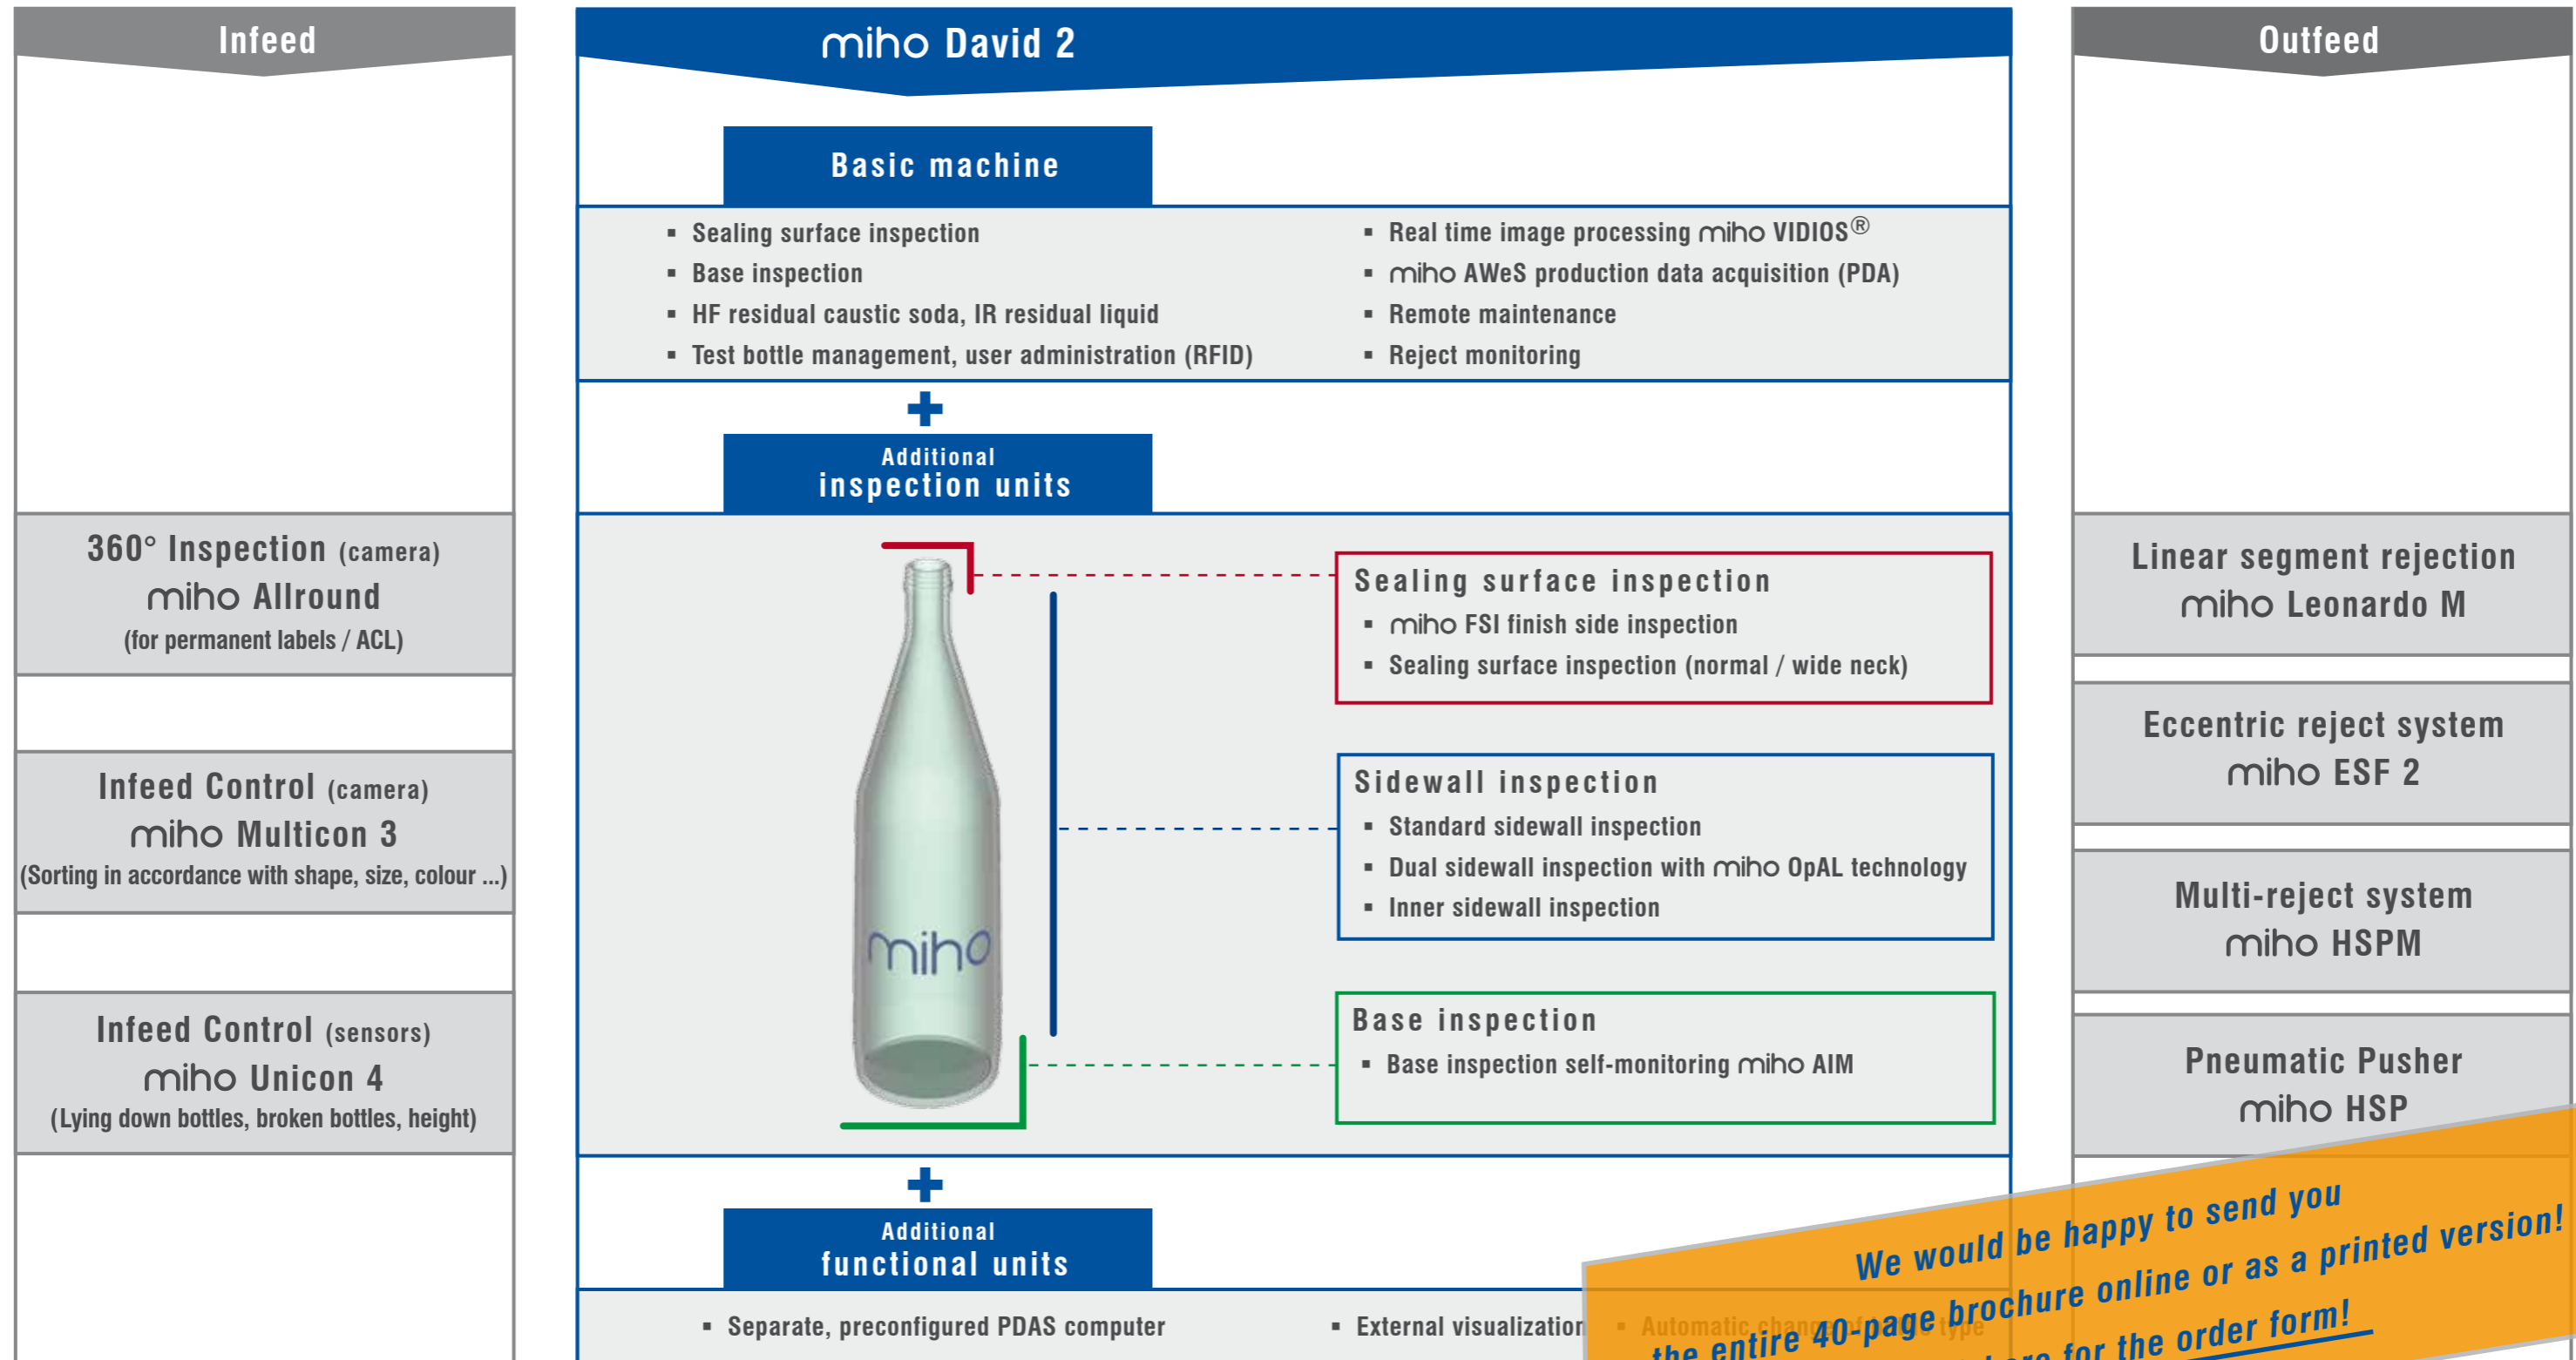 Infeed
360° Inspection (camera)
miho Allround
(for permanent labels / ACL)
Infeed Control (camera)
miho Multicon 3
(Sorting in accordance with shape, size, colour ...)
Infeed Control (sensors)
miho Unicon 4
(Lying down bottles, broken bottles, height)
miho David 2
Basic machine
▪ Sealing surface inspection
▪ Base inspection
▪ HF residual caustic soda, IR residual liquid
▪ Test bottle management, user administration (RFID)
▪ Real time image processing miho VIDIOS®
▪ miho AWeS production data acquisition (PDA)
▪ Remote maintenance
▪ Reject monitoring
+
Additional
inspection units
miho
Sealing surface inspection
▪ miho FSI finish side inspection
▪ Sealing surface inspection (normal / wide neck)
Sidewall inspection
▪ Standard sidewall inspection
▪ Dual sidewall inspection with miho OpAL technology
▪ Inner sidewall inspection
Base inspection
▪ Base inspection self-monitoring miho AIM
+
Additional
functional units
▪ Separate, preconfigured PDAS computer
▪ External visualization
▪ Automatic change type
Outfeed
Linear segment rejection
miho Leonardo M
Eccentric reject system
miho ESF 2
Multi-reject system
miho HSPM
Pneumatic Pusher
miho HSP
We would be happy to send you
the entire 40-page brochure online or as a printed version!
for the order form!